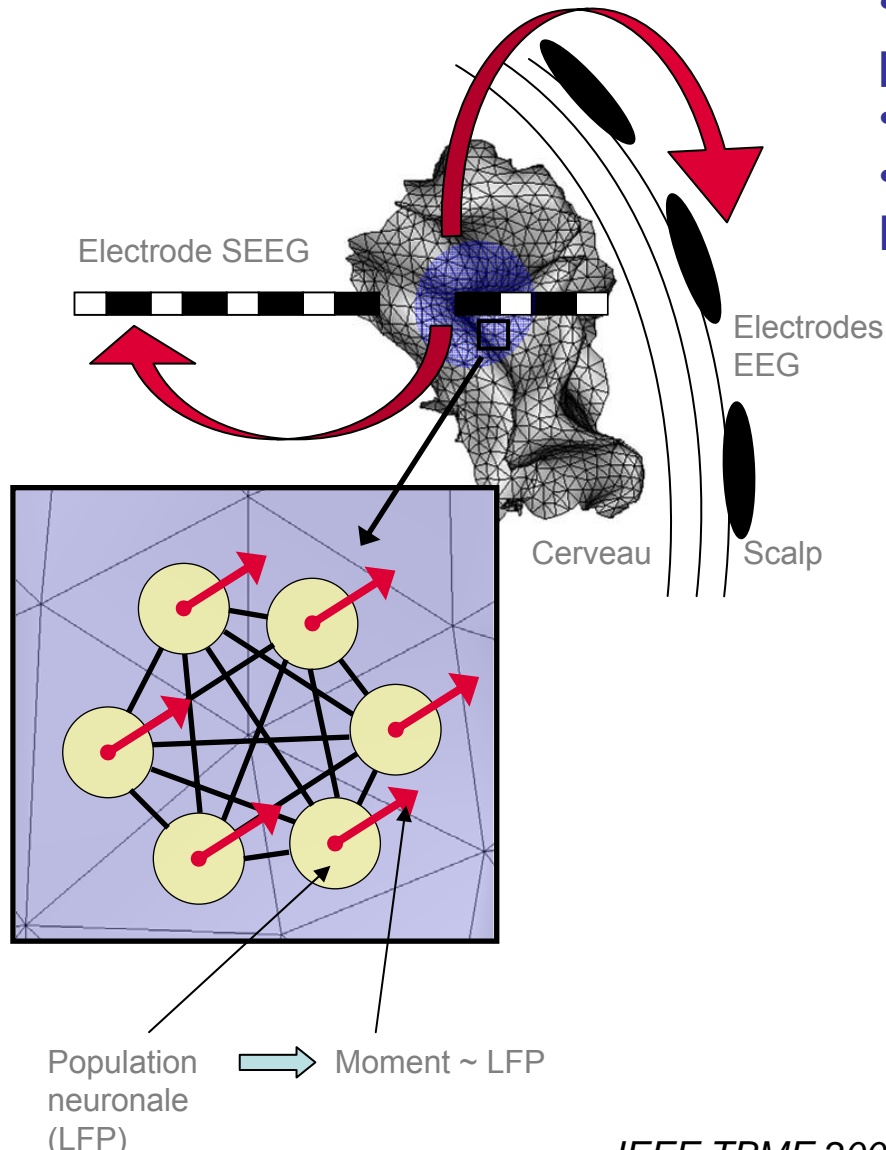 Electrode SEEG
Electrodes
EEG
Cerveau
Scalp
Population
neuronale
(LFP)
Moment ~ LFP